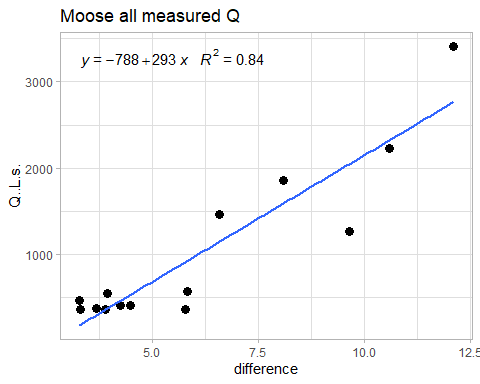 Moose all measured Q
y = −788 + 293 x R² = 0.84
3000
2000
1000
Q..L.s.
5.0 7.5 10.0 12.5
difference